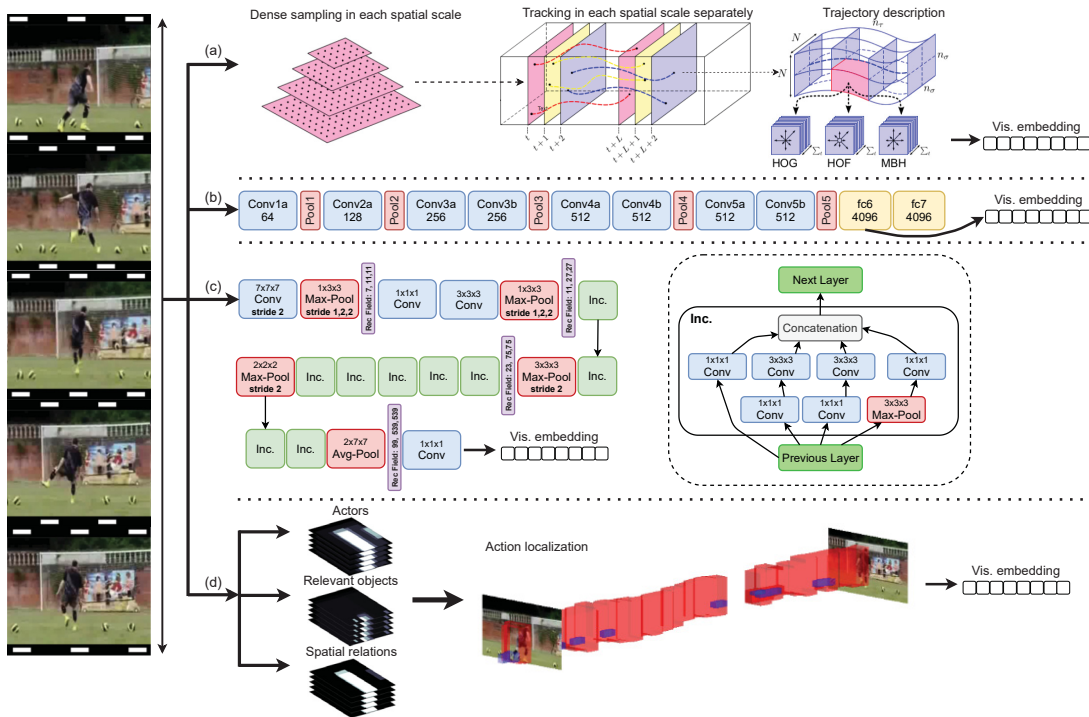 Dense sampling in each spatial scale
Tracking in each spatial scale separately
Trajectory description
(a)
Text
t
t + 1
t + 2
t + L
t + L + 1
t + L + 2
N
N
nτ
nσ
nσ
Σt
Σt
Σt
HOG
HOF
MBH
Vis. embedding
(b)
Conv1a
64
Pool1
Conv2a
128
Pool2
Conv3a
256
Conv3b
256
Pool3
Conv4a
512
Conv4b
512
Pool4
Conv5a
512
Conv5b
512
Pool5
fc6
4096
fc7
4096
Vis. embedding
(c)
7x7x7
Conv
stride 2
1x3x3
Max-Pool
stride 1,2,2
Rec Field: 7,11,11
1x1x1
Conv
3x3x3
Conv
1x3x3
Max-Pool
stride 1,2,2
Rec Field: 11, 27,27
Inc.
2x2x2
Max-Pool
stride 2
Inc.
Inc.
Inc.
Inc.
Inc.
Rec Field: 23, 75,75
3x3x3
Max-Pool
stride 2
Inc.
Inc.
Inc.
2x7x7
Avg-Pool
Rec Field: 99, 539,539
1x1x1
Conv
Vis. embedding
Next Layer
Inc.
Concatenation
1x1x1
Conv
3x3x3
Conv
3x3x3
Conv
1x1x1
Conv
1x1x1
Conv
1x1x1
Conv
3x3x3
Max-Pool
Previous Layer
(d)
Actors
Relevant objects
Spatial relations
Action localization
Vis. embedding